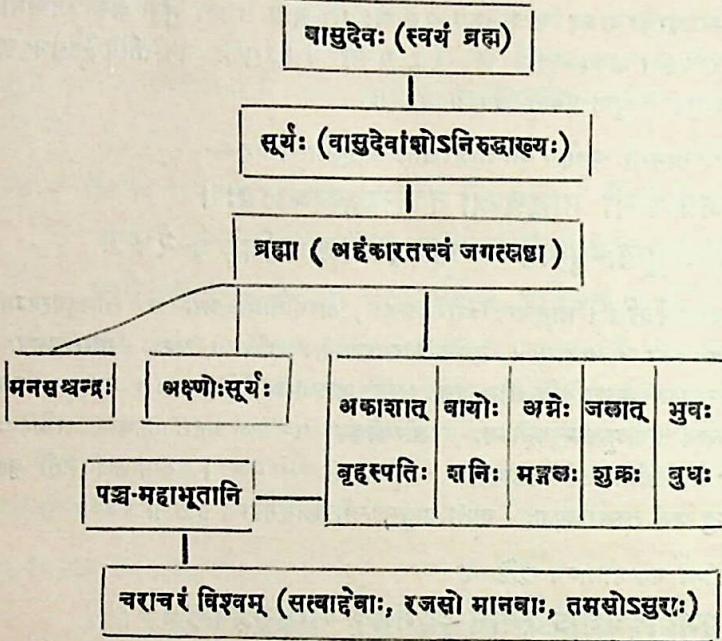 वासुदेवः (स्वयं ब्रह्म)
सूर्यः (वासुदेवांशोऽनिरुद्धाख्यः)
ब्रह्मा ( अहंकारतत्त्वं जगत्स्रष्टा )
मनसश्चन्द्रः
अक्ष्णोःसूर्यः
अकाशात् वायोः अग्नेः जलात् भुवः
बृहस्पतिः शनिः मङ्गलः शुक्रः बुधः
पञ्च-महाभूतानि
चराचरं विश्वम् (सत्वाद्देवाः, रजसो मानवाः, तमसोऽसुराः)